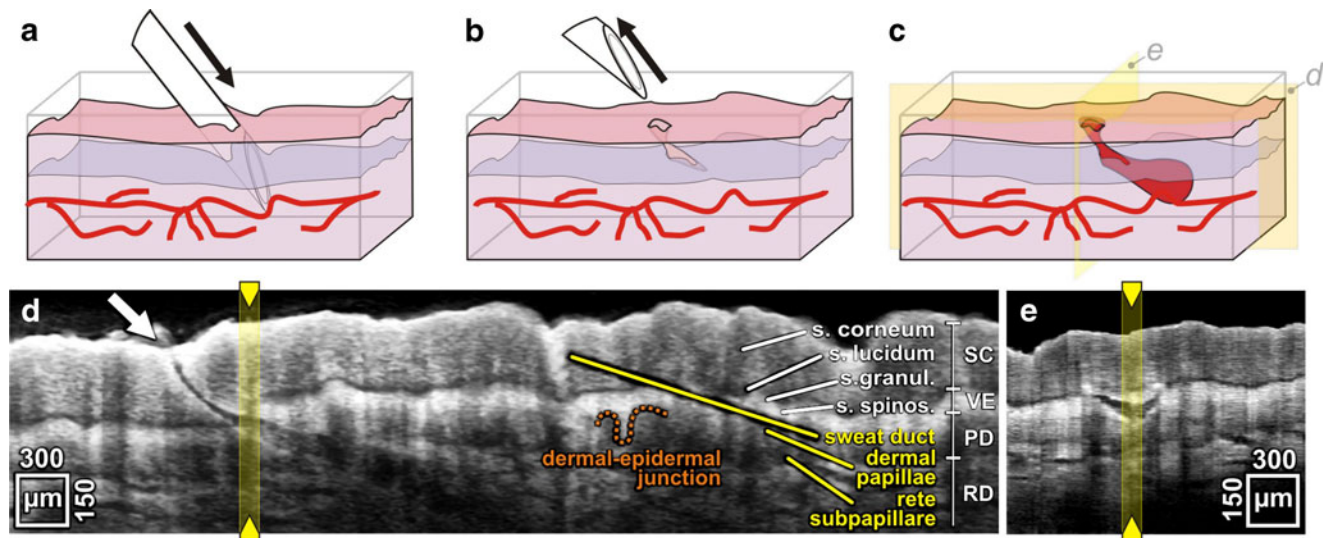 a
b
c
e
d
d
s. corneum
s. lucidum
s.granul.
s. spinos.
sweat duct
dermal
papillae
rete
subpapillare
dermal-epidermal
junction
SC
VE
PD
RD
300
µm
150
e
300
µm
150